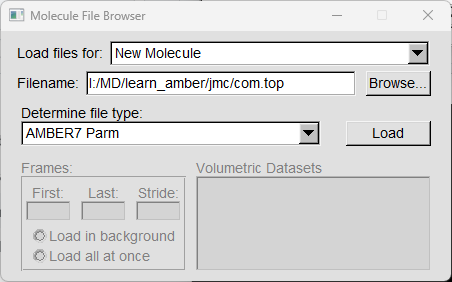 Molecule File Browser
Load files for: New Molecule
Filename: I:/MD/learn_amber/jmc/com.top Browse...
Determine file type:
AMBER7 Parm Load
Frames: Volumetric Datasets
First: Last: Stride:
Load in background
Load all at once